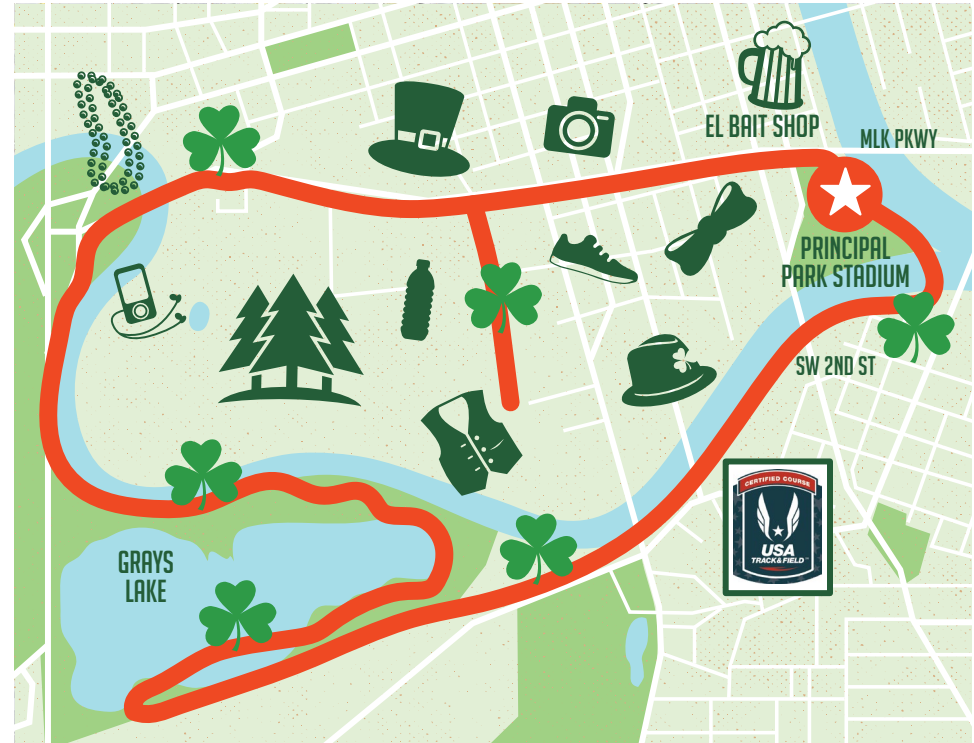 EL BAIT SHOP
MLK PKWY
PRINCIPAL
PARK STADIUM
SW 2ND ST
CERTIFIED COURSE
USA
TRACK & FIELD
GRAYS
LAKE